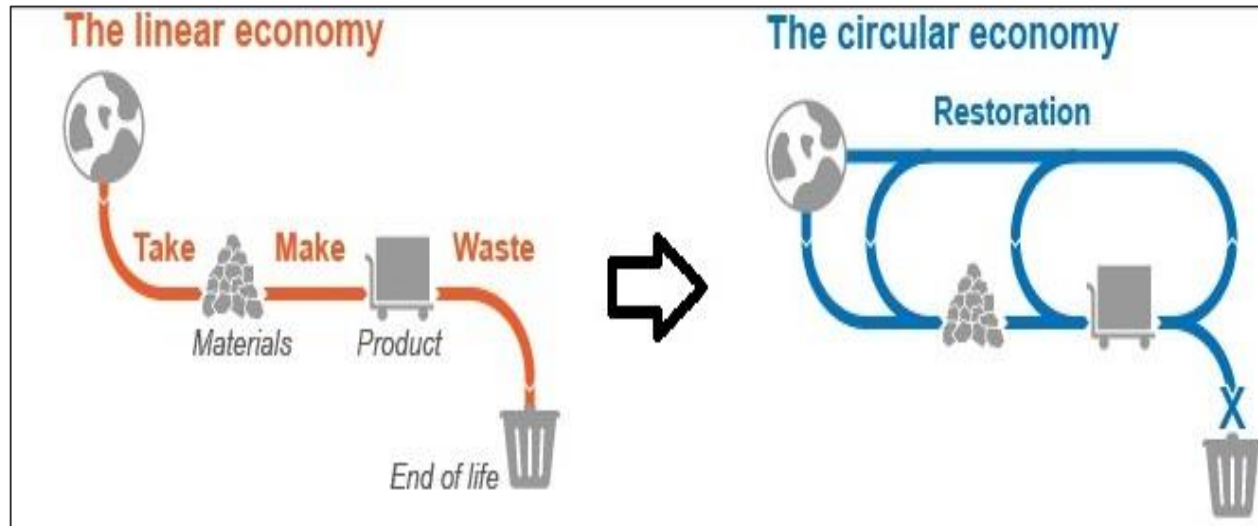 The linear economy
Take
Make
Waste
Materials
Product
End of life
The circular economy
Restoration
X